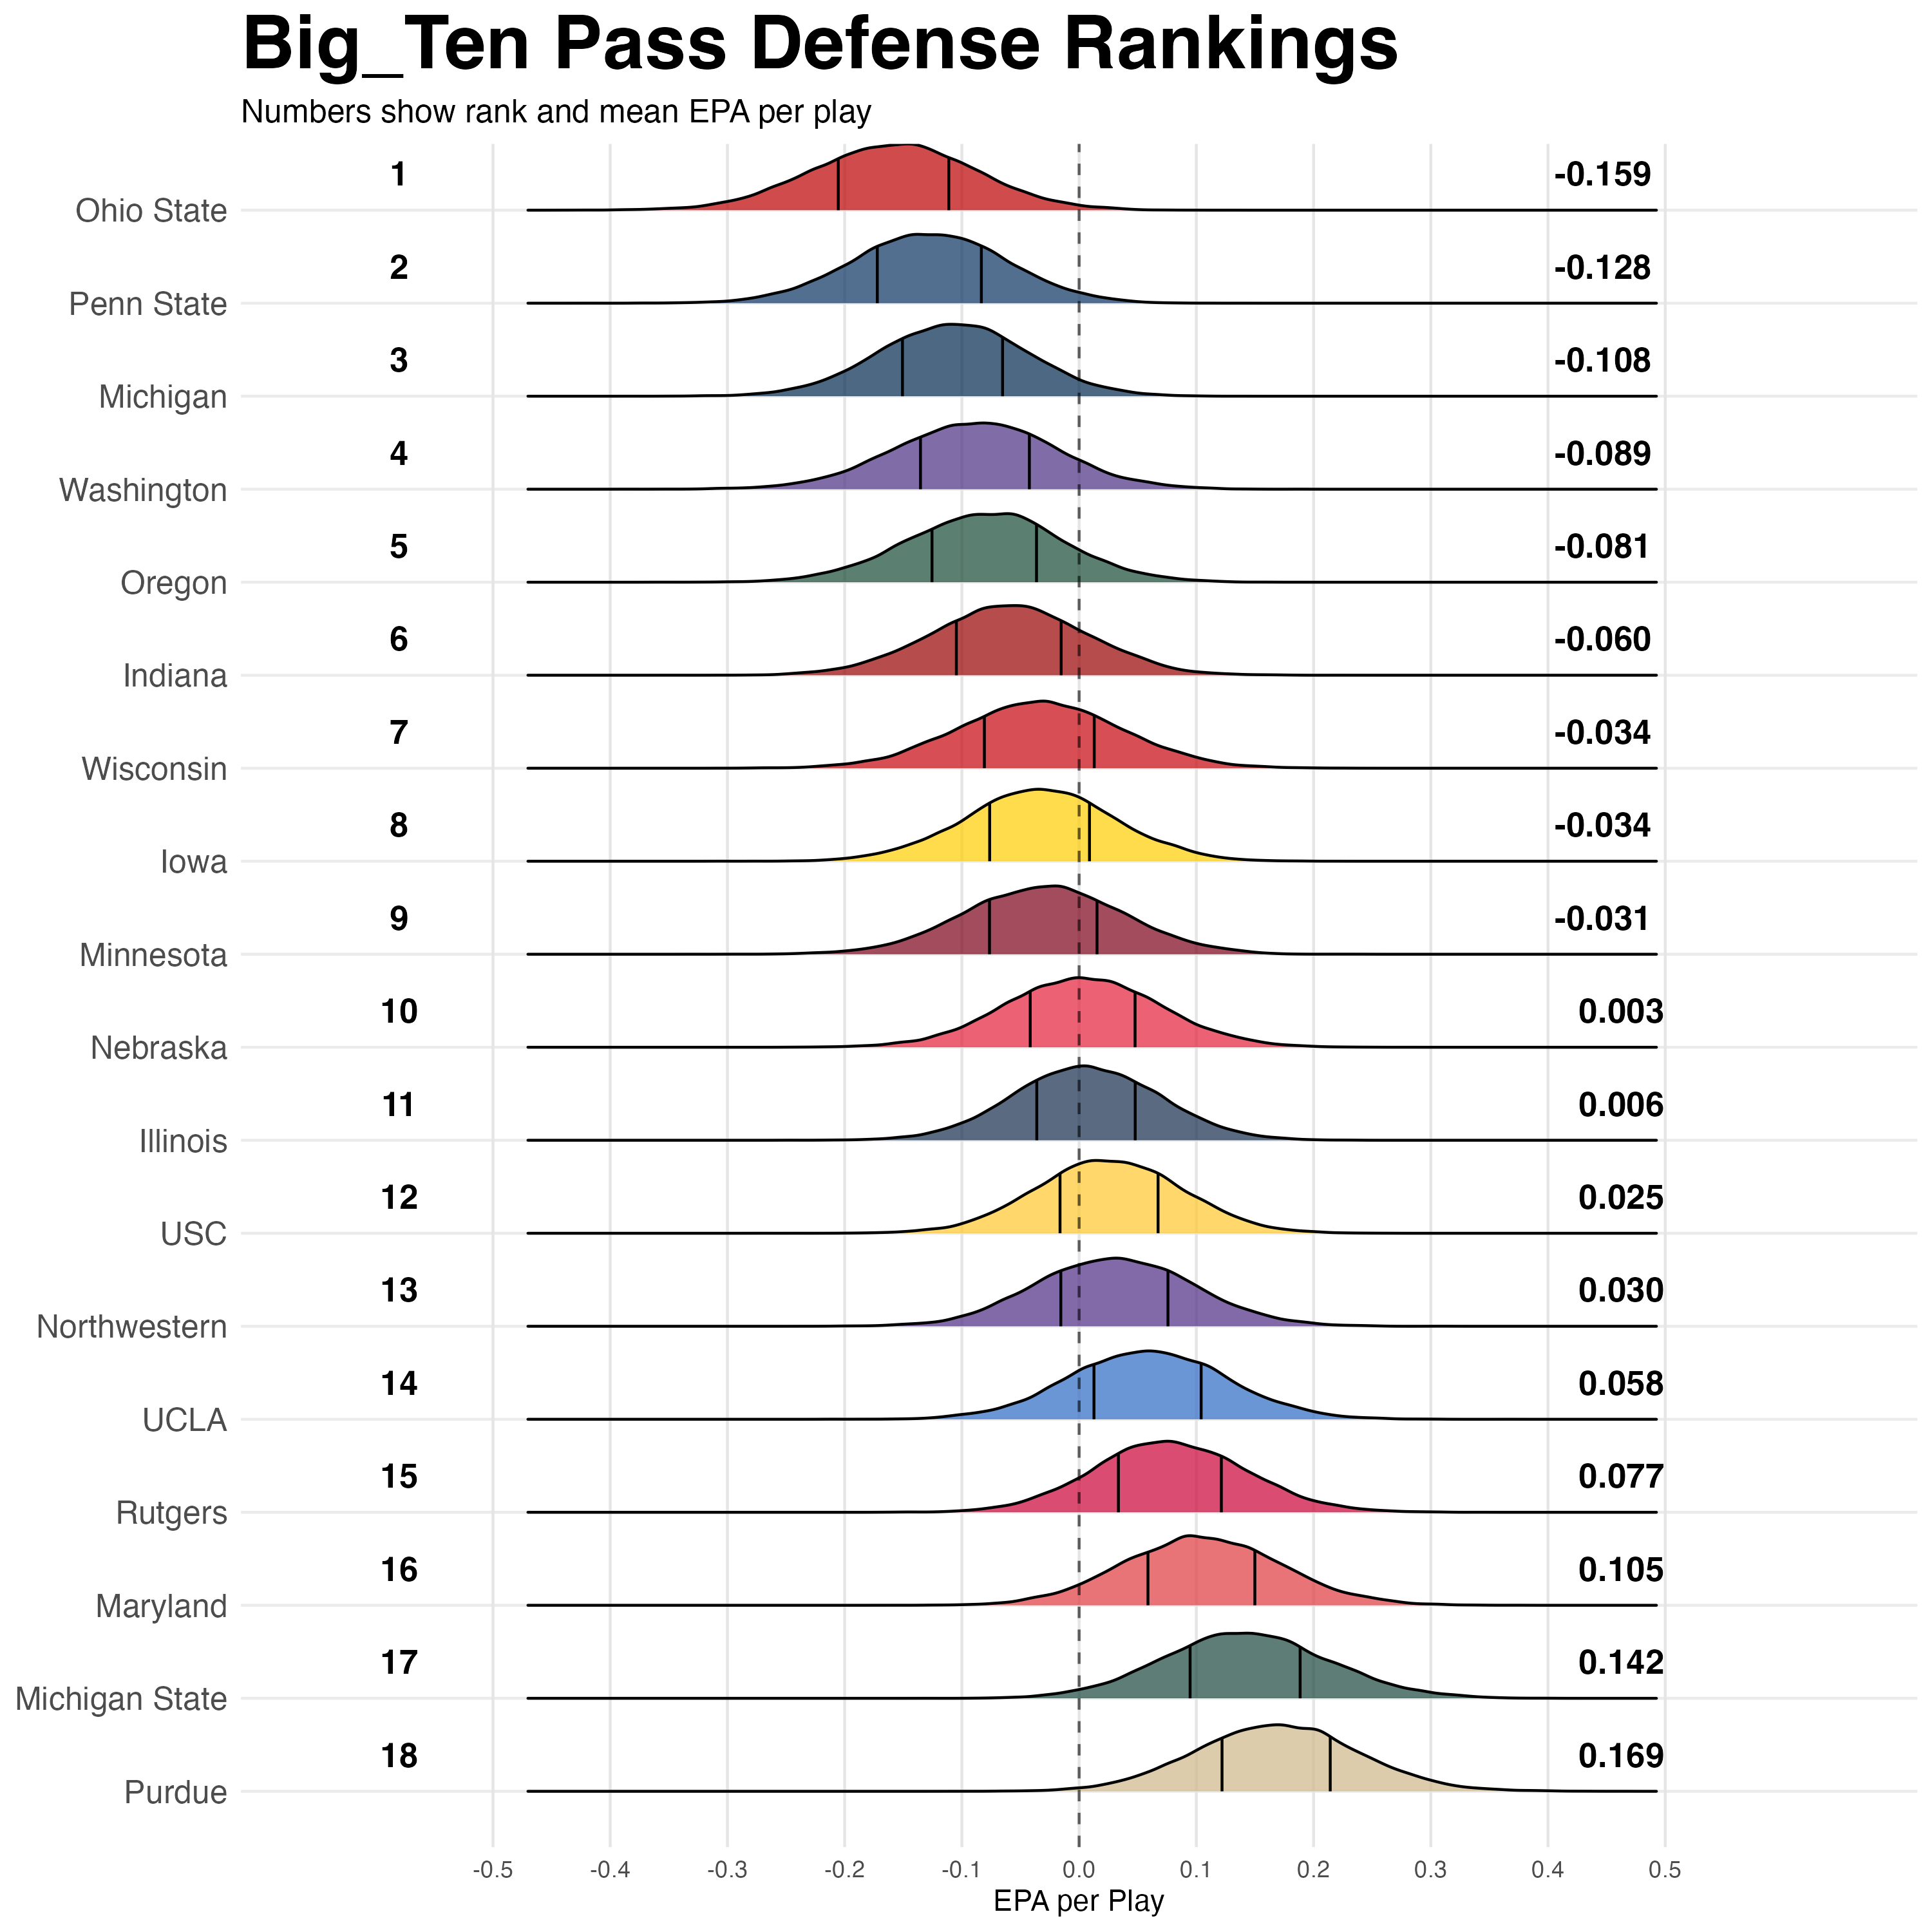 Big_Ten Pass Defense Rankings
Numbers show rank and mean EPA per play
Ohio State 1 -0.159
Penn State 2 -0.128
Michigan 3 -0.108
Washington 4 -0.089
Oregon 5 -0.081
Indiana 6 -0.060
Wisconsin 7 -0.034
Iowa 8 -0.034
Minnesota 9 -0.031
Nebraska 10 0.003
Illinois 11 0.006
USC 12 0.025
Northwestern 13 0.030
UCLA 14 0.058
Rutgers 15 0.077
Maryland 16 0.105
Michigan State 17 0.142
Purdue 18 0.169
-0.5 -0.4 -0.3 -0.2 -0.1 0.0 0.1 0.2 0.3 0.4 0.5
EPA per Play